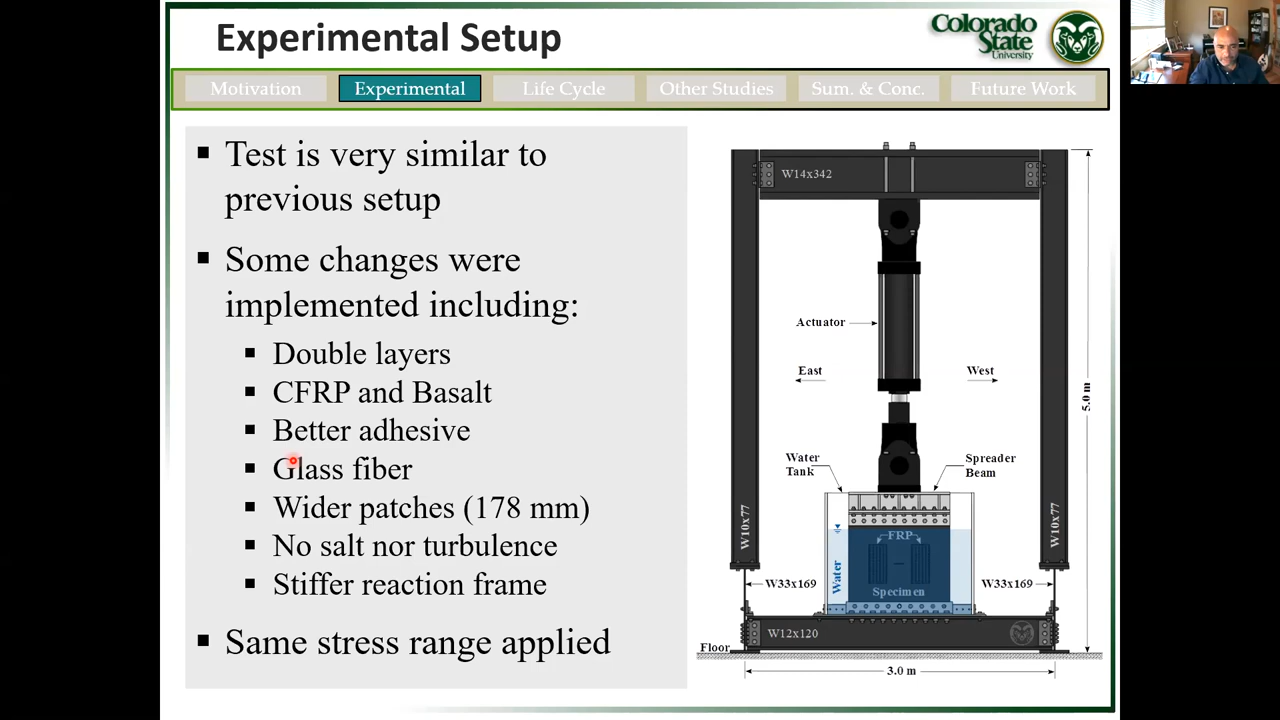 Experimental Setup
Colorado
State
University
Motivation
Experimental
Life Cycle
Other Studies
Sum. & Conc.
Future Work
Test is very similar to
previous setup
Some changes were
implemented including:
Double layers
CFRP and Basalt
Better adhesive
Glass fiber
Wider patches (178 mm)
No salt nor turbulence
Stiffer reaction frame
Same stress range applied
W14x342
Actuator
East
West
5.0 m
Water
Tank
Spreader
Beam
W10x77
W10x77
FRP
Water
W33x169
W33x169
Specimen
W12x120
Floor
3.0 m